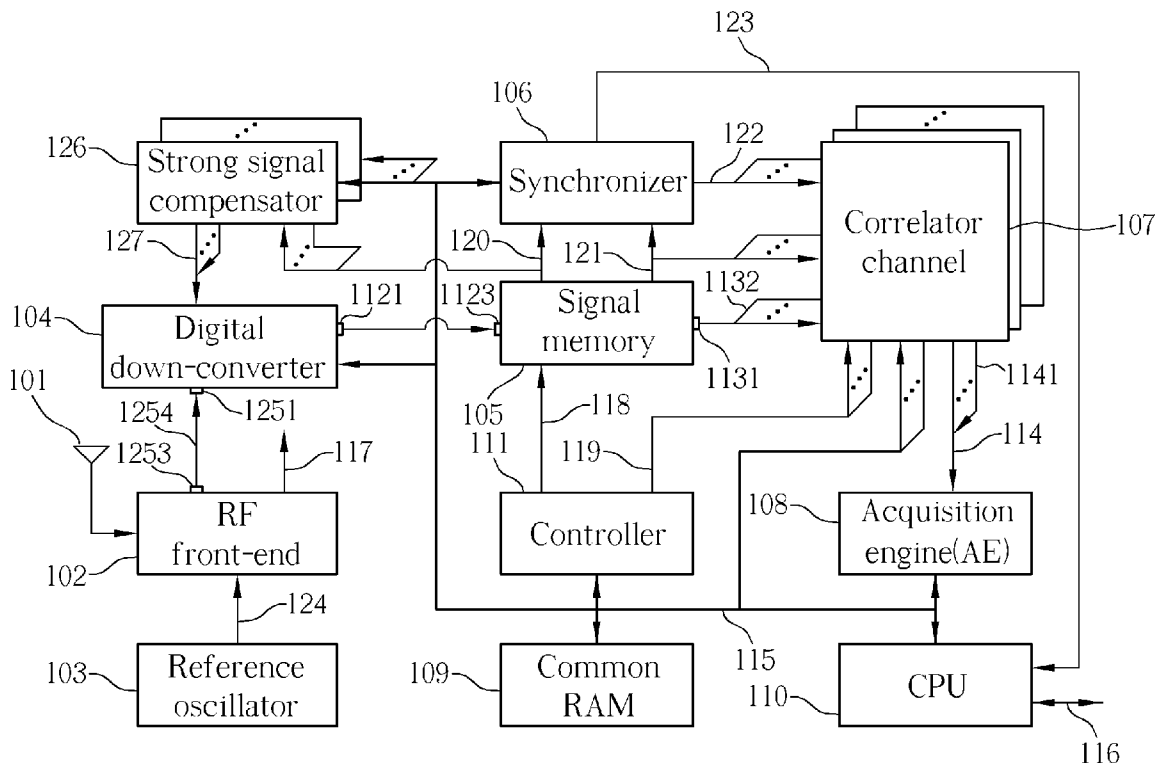 123
106
126
Strong signal
compensator
Synchronizer
122
Correlator
channel
107
127
120
121
1132
104
Digital
down-converter
1121
1123
Signal
memory
1131
101
1254
1251
105
118
1141
1253
117
111
119
114
RF
front-end
102
Controller
108
Acquisition
engine(AE)
124
115
103
Reference
oscillator
109
Common
RAM
CPU
110
116